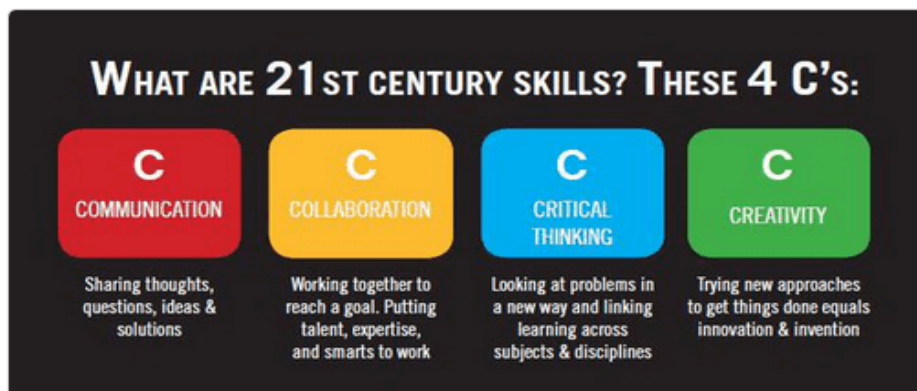 WHAT ARE 21ST CENTURY SKILLS? THESE 4 C'S:
C
COMMUNICATION
Sharing thoughts,
questions, ideas &
solutions
C
COLLABORATION
Working together to
reach a goal. Putting
talent, expertise,
and smarts to work
C
CRITICAL
THINKING
Looking at problems in
a new way and linking
learning across
subjects & disciplines
C
CREATIVITY
Trying new approaches
to get things done equals
innovation & invention